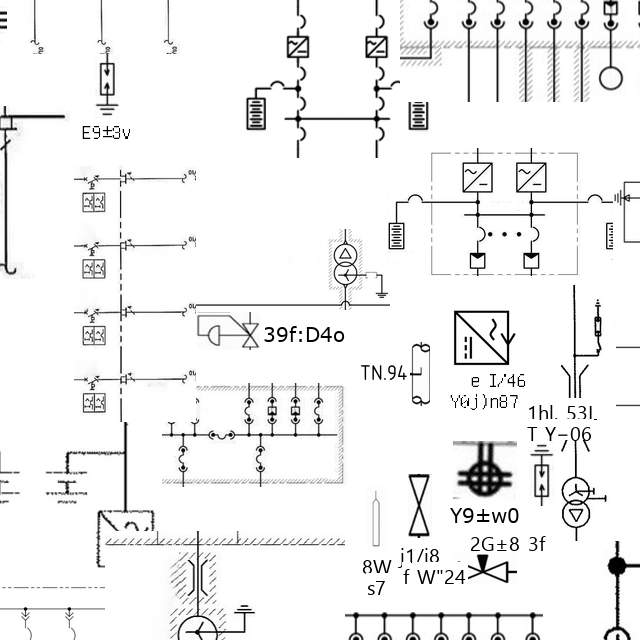 E9±3v
39f:D4o
TN.94
e I/46
Y0j)n87
1hl. 53l.
T Y-06
Y9±w0
2G±8 3f
j1/i8
f W"24
8W
s7